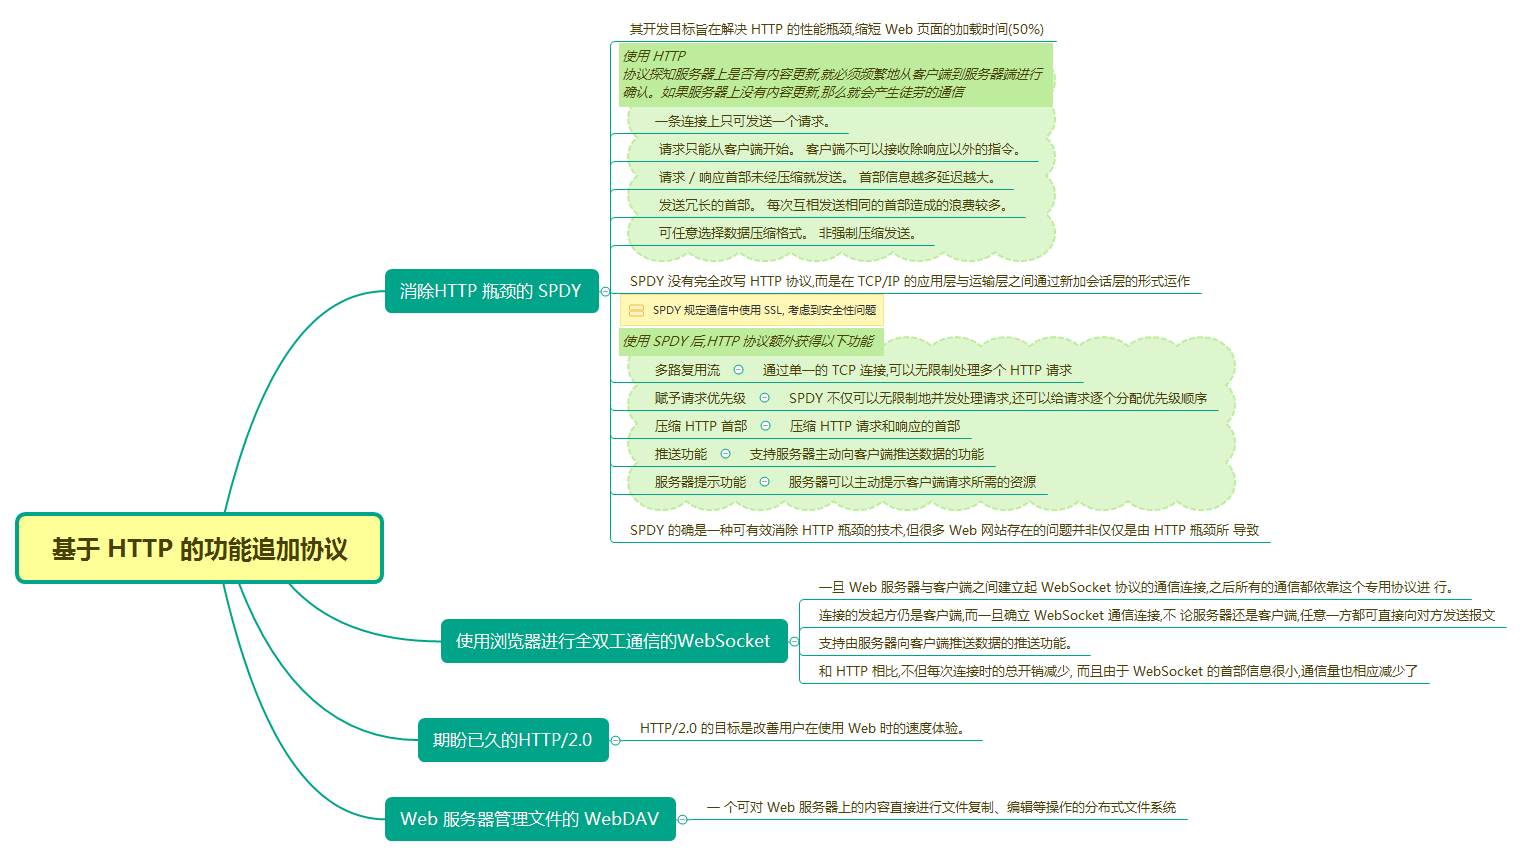 其开发目标旨在解决 HTTP 的性能瓶颈,缩短 Web 页面的加载时间(50%)
使用 HTTP
协议探知服务器上是否有内容更新,就必须频繁地从客户端到服务器端进行
确认。如果服务器上没有内容更新,那么就会产生徒劳的通信
一条连接上只可发送一个请求。
请求只能从客户端开始。 客户端不可以接收除响应以外的指令。
请求 / 响应首部未经压缩就发送。 首部信息越多延迟越大。
发送冗长的首部。 每次互相发送相同的首部造成的浪费较多。
可任意选择数据压缩格式。 非强制压缩发送。
消除HTTP 瓶颈的 SPDY
SPDY 没有完全改写 HTTP 协议,而是在 TCP/IP 的应用层与运输层之间通过新加会话层的形式运作
SPDY 规定通信中使用 SSL, 考虑到安全性问题
使用 SPDY 后,HTTP 协议额外获得以下功能
多路复用流 通过单一的 TCP 连接,可以无限制处理多个 HTTP 请求
赋予请求优先级 SPDY 不仅可以无限制地并发处理请求,还可以给请求逐个分配优先级顺序
压缩 HTTP 首部 压缩 HTTP 请求和响应的首部
推送功能 支持服务器主动向客户端推送数据的功能
服务器提示功能 服务器可以主动提示客户端请求所需的资源
SPDY 的确是一种可有效消除 HTTP 瓶颈的技术,但很多 Web 网站存在的问题并非仅仅是由 HTTP 瓶颈所 导致
基于 HTTP 的功能追加协议
一旦 Web 服务器与客户端之间建立起 WebSocket 协议的通信连接,之后所有的通信都依靠这个专用协议进 行。
连接的发起方仍是客户端,而一旦确立 WebSocket 通信连接,不 论服务器还是客户端,任意一方都可直接向对方发送报文
使用浏览器进行全双工通信的WebSocket
支持由服务器向客户端推送数据的推送功能。
和 HTTP 相比,不但每次连接时的总开销减少, 而且由于 WebSocket 的首部信息很小,通信量也相应减少了
期盼已久的HTTP/2.0
HTTP/2.0 的目标是改善用户在使用 Web 时的速度体验。
Web 服务器管理文件的 WebDAV
一 个可对 Web 服务器上的内容直接进行文件复制、编辑等操作的分布式文件系统